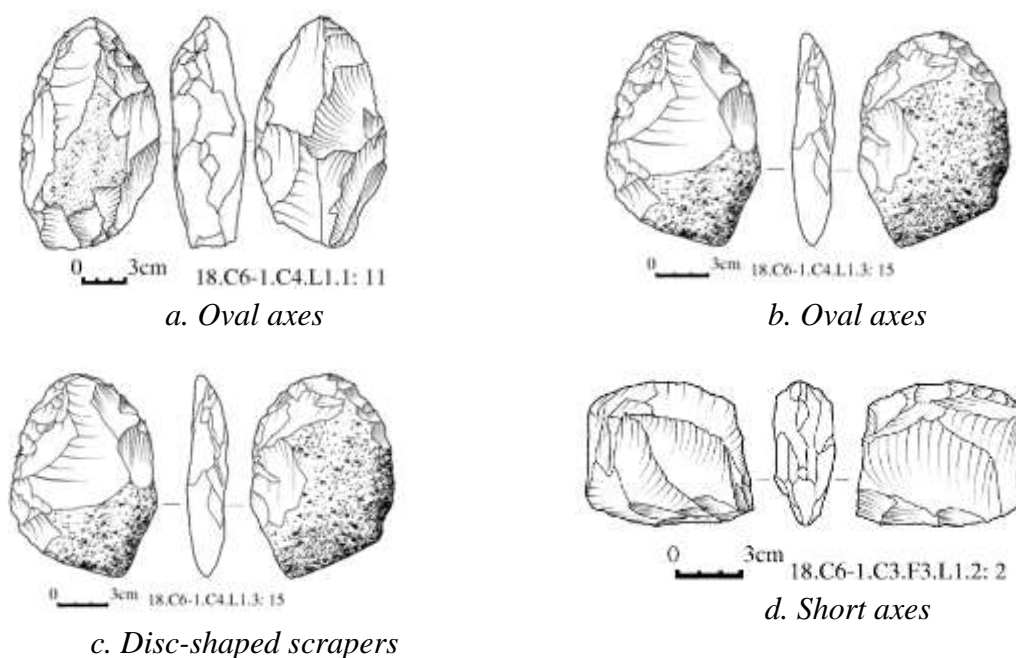 0 3cm 18.C6-1.C4.L1.1: 11
a. Oval axes
0 3cm 18.C6-1.C4.L1.3: 15
b. Oval axes
0 3cm 18.C6-1.C4.L1.3: 15
c. Disc-shaped scrapers
0 3cm 18.C6-1.C3.F3.L1.2: 2
d. Short axes